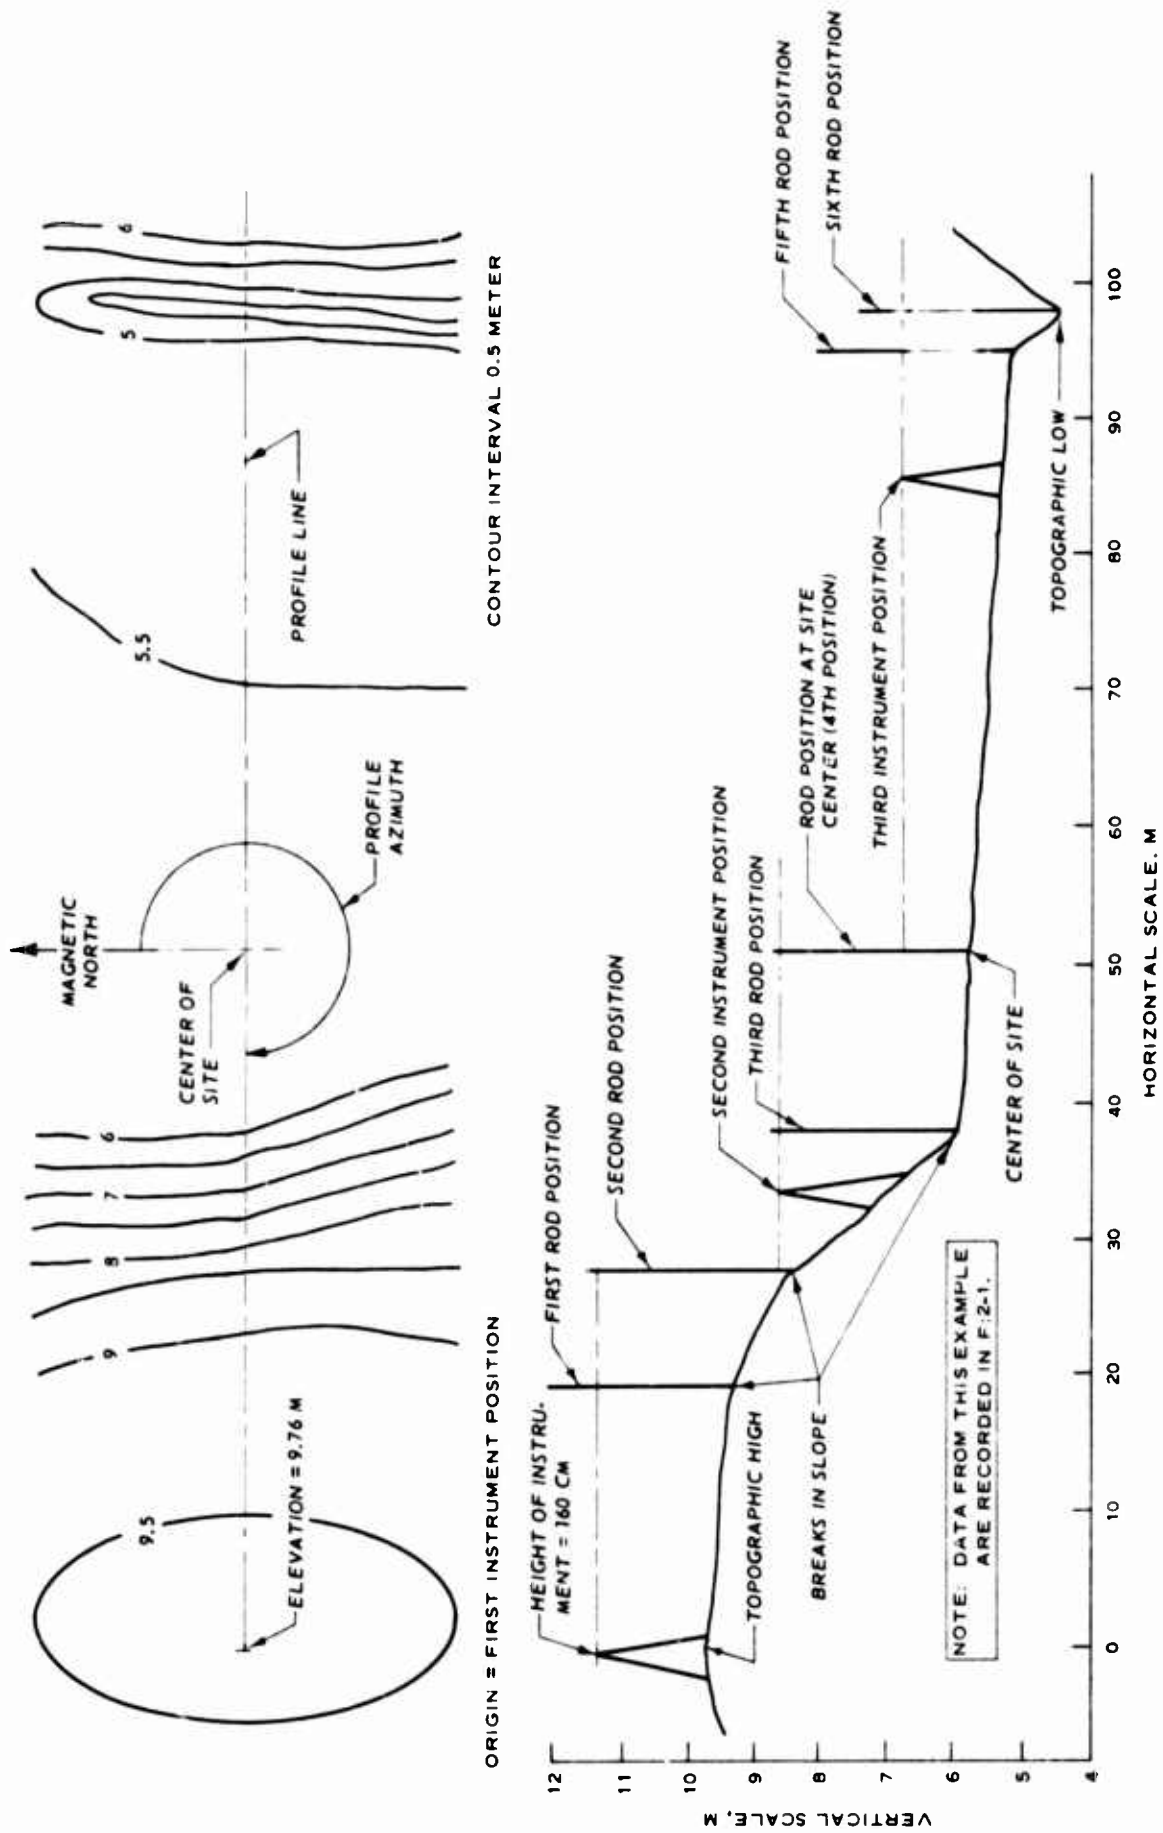 MAGNETIC
NORTH
9.5
9
8
7
6
5.5
5
6
CENTER OF
SITE
ELEVATION = 9.76 M
PROFILE
AZIMUTH
PROFILE LINE
ORIGIN = FIRST INSTRUMENT POSITION
CONTOUR INTERVAL 0.5 METER
HEIGHT OF INSTRU-
MENT = 160 CM
FIRST ROD POSITION
SECOND ROD POSITION
SECOND INSTRUMENT POSITION
THIRD ROD POSITION
ROD POSITION AT SITE
CENTER (4TH POSITION)
THIRD INSTRUMENT POSITION
FIFTH ROD POSITION
SIXTH ROD POSITION
TOPOGRAPHIC HIGH
BREAKS IN SLOPE
CENTER OF SITE
TOPOGRAPHIC LOW
NOTE: DATA FROM THIS EXAMPLE
ARE RECORDED IN F:2-1.
12
11
10
9
8
7
6
5
4
VERTICAL SCALE, M
0
10
20
30
40
50
60
70
80
90
100
HORIZONTAL SCALE, M